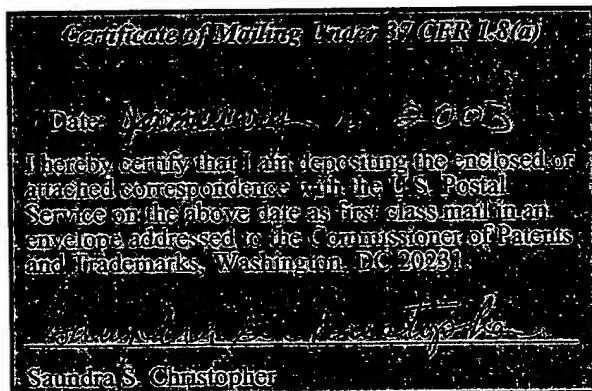 Certificate of Mailing Under 37 CFR 1.8(a)
Date: 2003
I hereby certify that I am depositing the enclosed or
attached correspondence with the U.S. Postal
Service on the above date as first class mail in an
envelope addressed to the Commissioner of Patents
and Trademarks, Washington, DC 20231.
Saundra S. Christopher